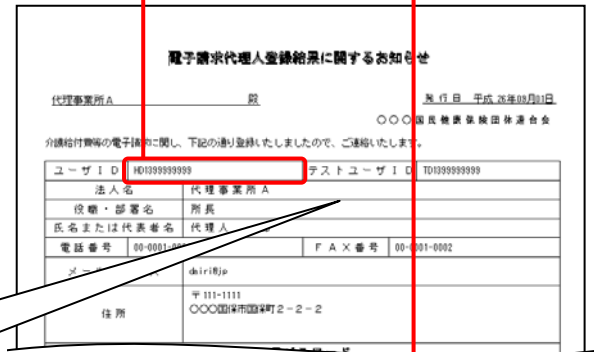 電子請求代理人登録結果に関するお知らせ
代理事業所A 殿 発行日 平成 26年09月01日
〇〇〇国民健康保険団体連合会
介護給付費等の電子請求に関し、下記の通り登録いたしましたので、ご連絡いたします。
ユーザID HD1399999999 テストユーザID TD1399999999
法人名 代理事業所A
役職・部署名 所長
氏名または代表者名 代理人
電話番号 00-0001-00 FAX番号 00-0001-0002
dairi@jp
住所 〒111-1111
〇〇〇国保市国保町2-2-2